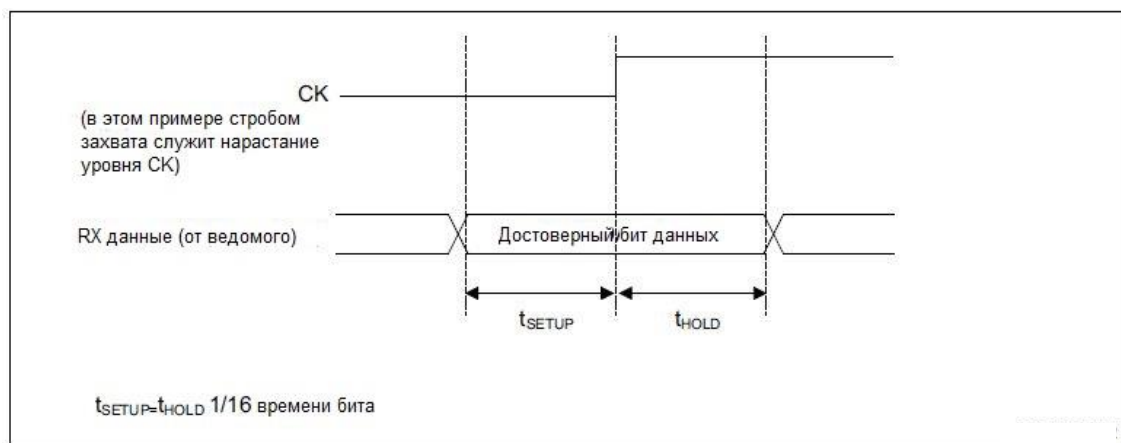 CK
(в этом примере стробом
захвата служит нарастание
уровня CK)
RX данные (от ведомого)
Достоверный бит данных
tSETUP
tHOLD
tSETUP=tHOLD 1/16 времени бита